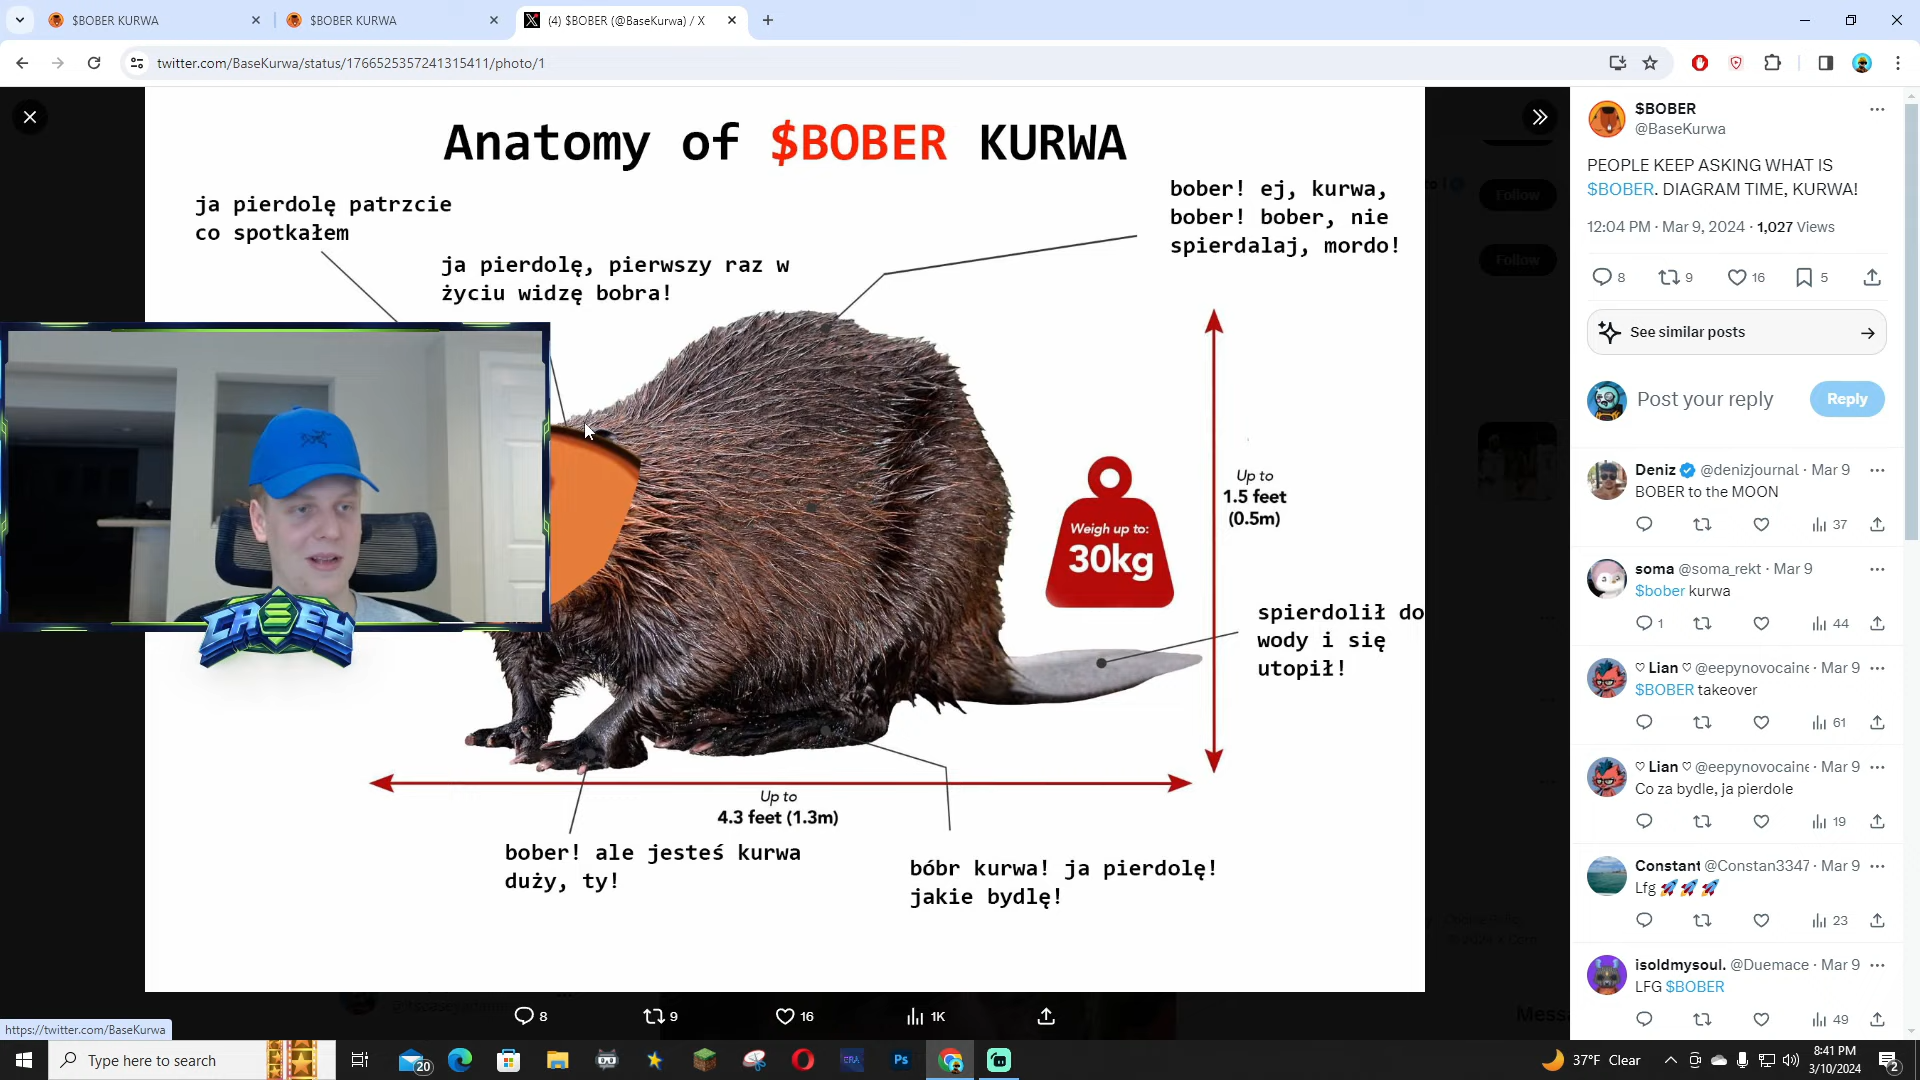 $BOBER KURWA
$BOBER KURWA
(4) $BOBER (@BaseKurwa) / X
twitter.com/BaseKurwa/status/1766525357241315411/photo/1
Anatomy of $BOBER KURWA
ja pierdolę patrzcie
co spotkałem
ja pierdolę, pierwszy raz w
życiu widzę bobra!
bober! ej, kurwa,
bober! bober, nie
spierdalaj, mordo!
CASEY
Weigh up to:
30kg
Up to
1.5 feet
(0.5m)
spierdolił do
wody i się
utopił!
Up to
4.3 feet (1.3m)
bober! ale jesteś kurwa
duży, ty!
bóbr kurwa! ja pierdolę!
jakie bydlę!
8
9
16
1K
Follow
Follow
$BOBER
@BaseKurwa
PEOPLE KEEP ASKING WHAT IS
$BOBER. DIAGRAM TIME, KURWA!
12:04 PM · Mar 9, 2024 · 1,027 Views
8 9 16 5
See similar posts
Post your reply
Reply
Deniz @denizjournal · Mar 9
BOBER to the MOON
37
soma @soma_rekt · Mar 9
$bober kurwa
1 44
♡ Lian ♡ @eepynovocaine · Mar 9
$BOBER takeover
61
♡ Lian ♡ @eepynovocaine · Mar 9
Co za bydle, ja pierdole
19
Constant @Constan3347 · Mar 9
Lfg 🚀🚀🚀
23
isoldmysoul. @Duemace · Mar 9
LFG $BOBER
49
https://twitter.com/BaseKurwa
Type here to search
20
Ps
37°F Clear
8:41 PM
3/10/2024
2